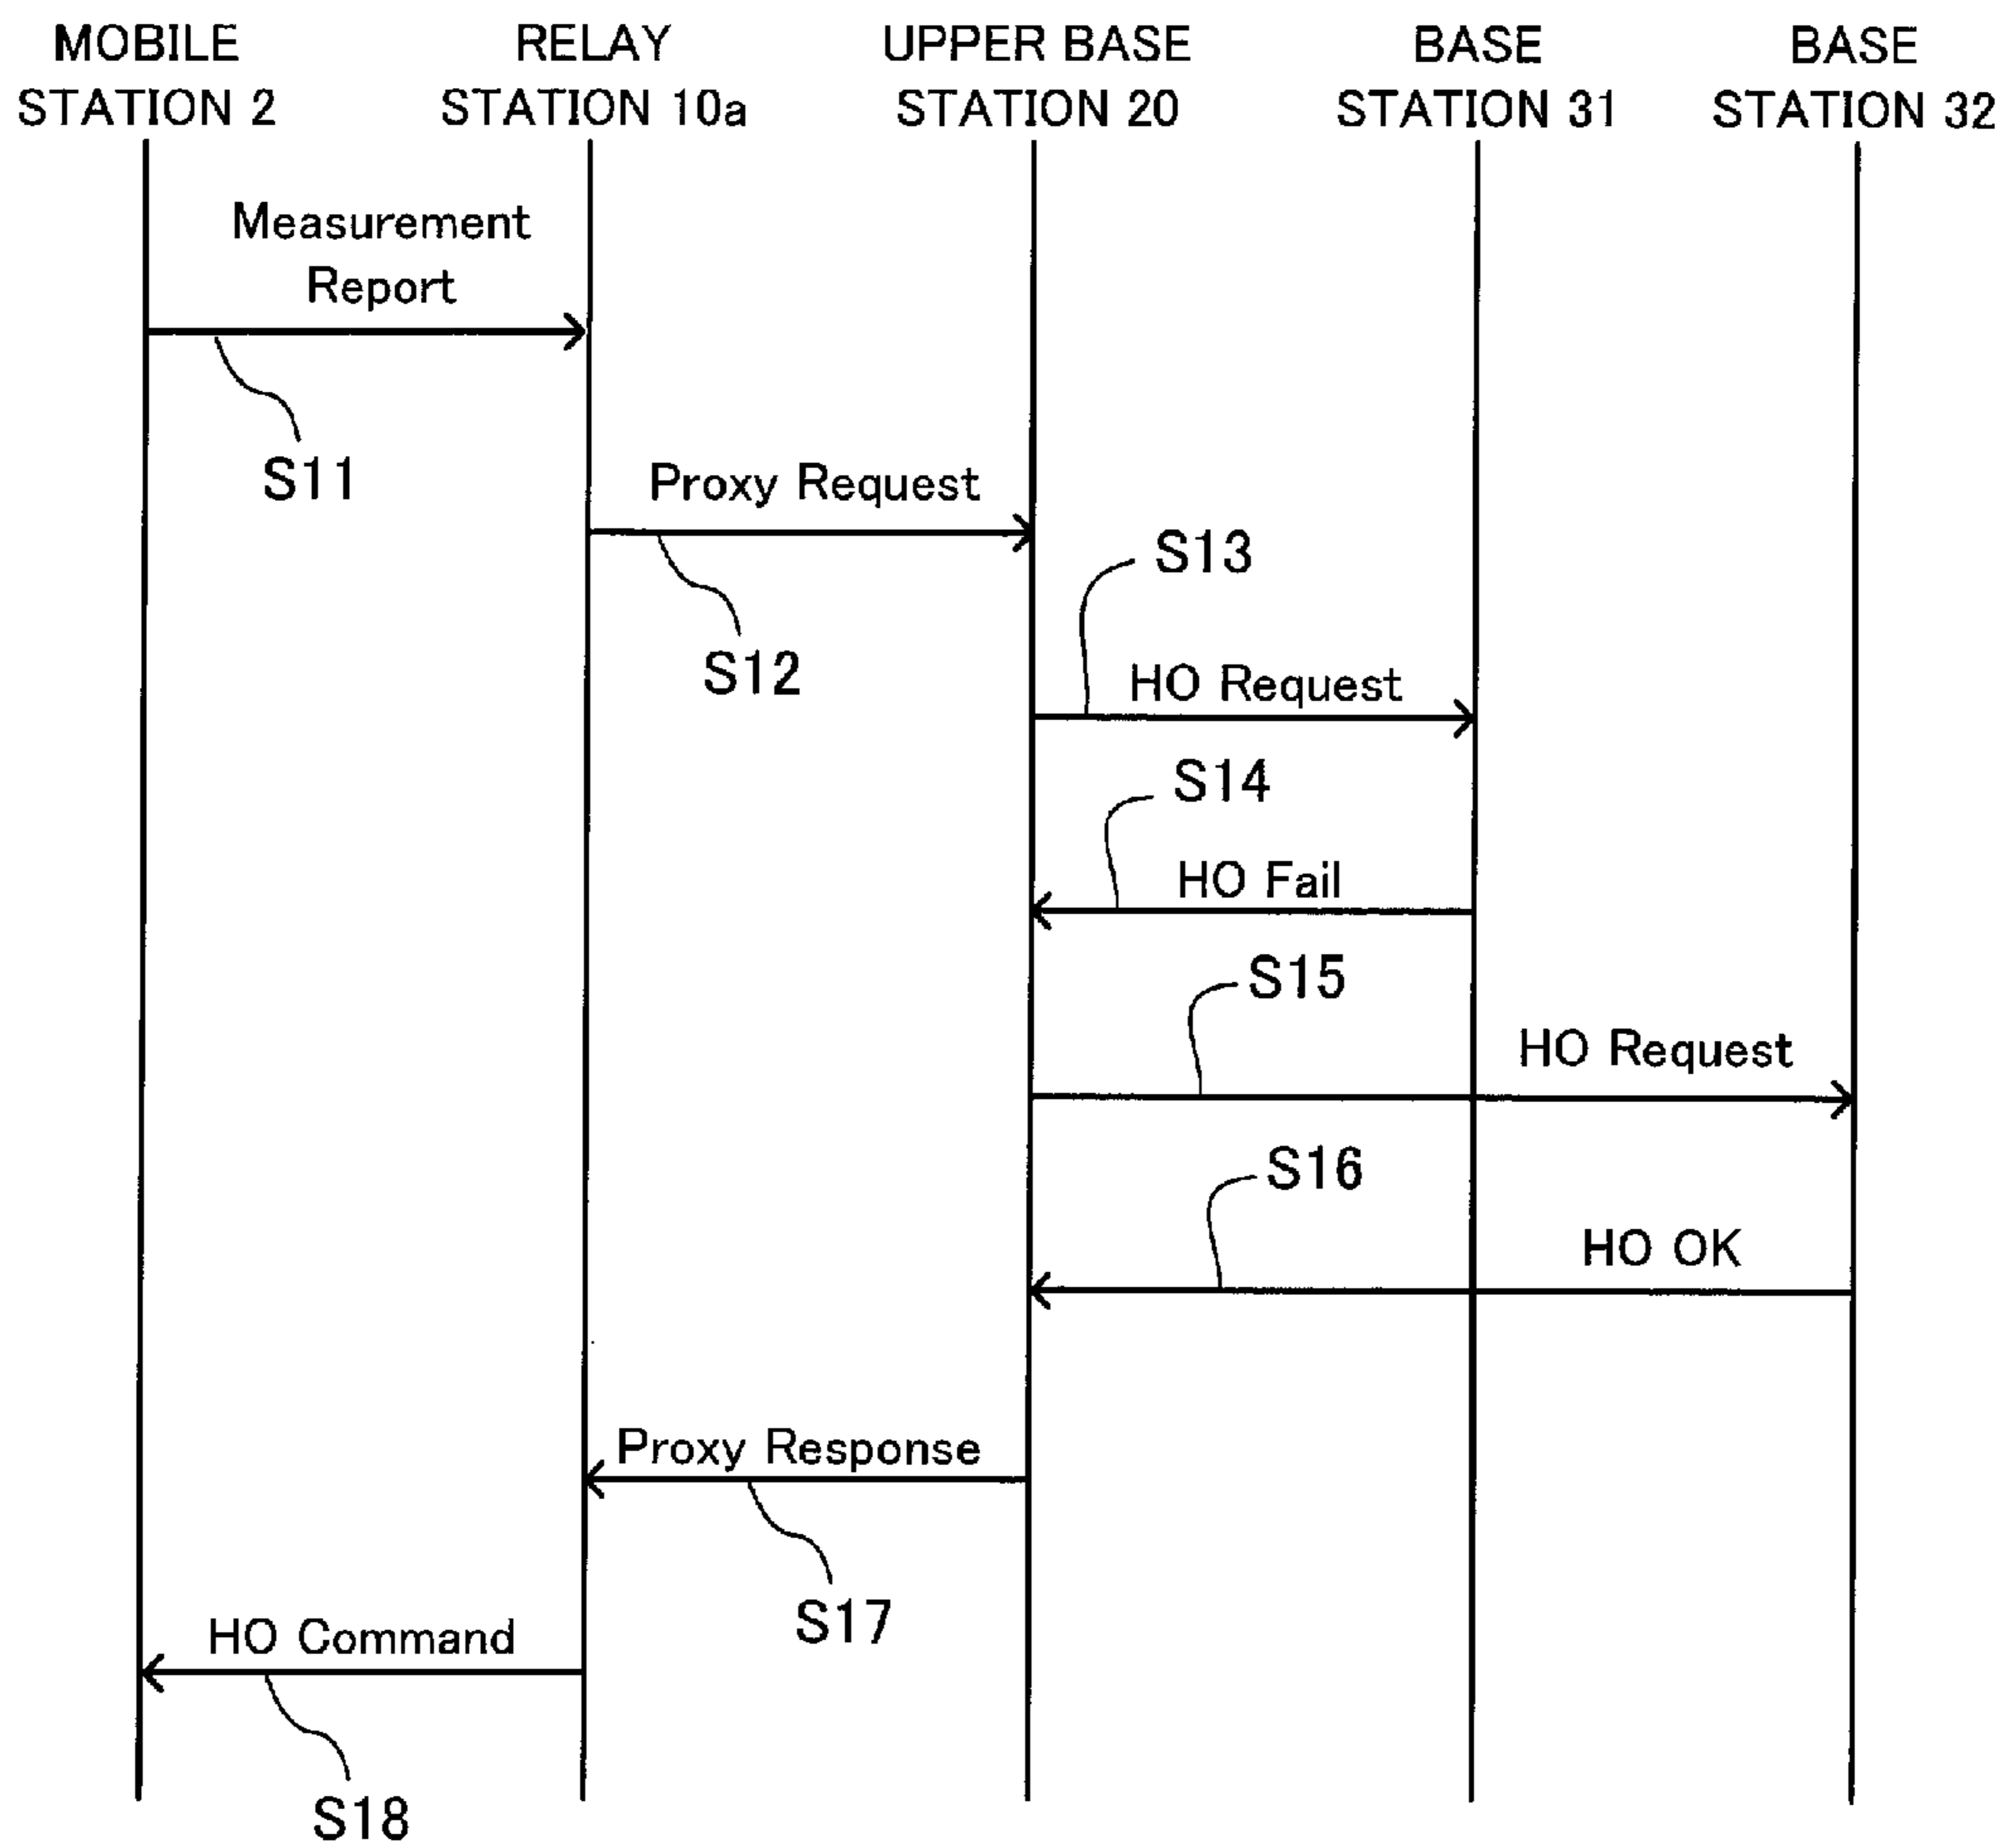 MOBILE
STATION 2
RELAY
STATION 10a
UPPER BASE
STATION 20
BASE
STATION 31
BASE
STATION 32
Measurement
Report
S11
Proxy Request
S12
S13
HO Request
S14
HO Fail
S15
HO Request
S16
HO OK
Proxy Response
S17
HO Command
S18